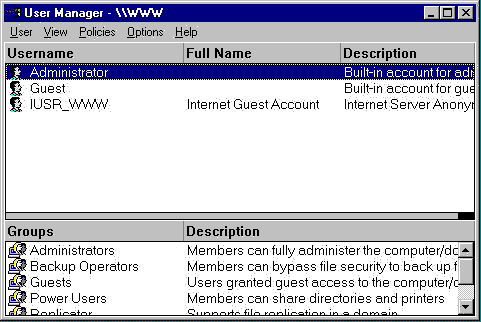 User Manager - \\WWW
User View Policies Options Help
Username Full Name Description
Administrator Built-in account for adi
Guest Built-in account for gue
IUSR_WWW Internet Guest Account Internet Server Anonyn
Groups Description
Administrators Members can fully administer the computer/do
Backup Operators Members can bypass file security to back up f
Guests Users granted guest access to the computer/c
Power Users Members can share directories and printers
Replicator Supports file replication in a domain